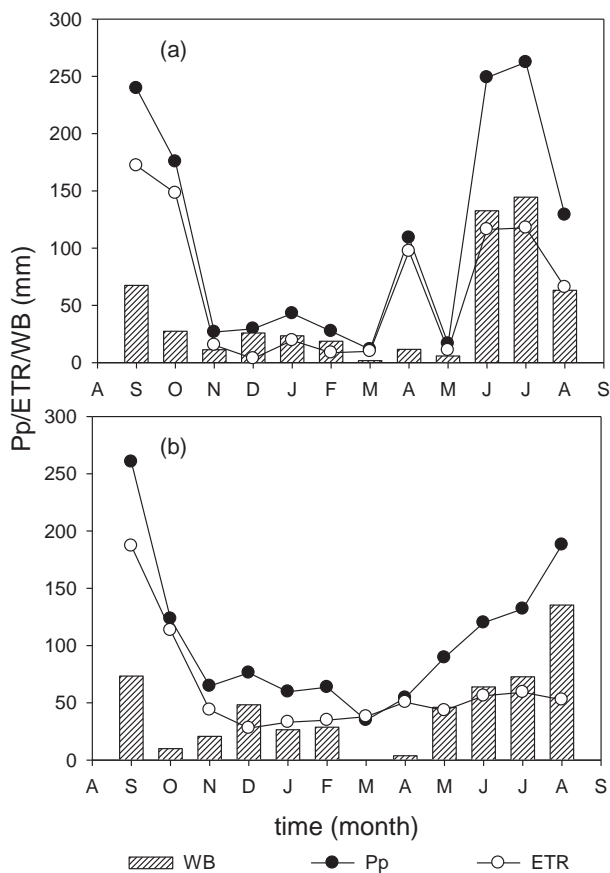 Pp/ETR/WB (mm)
(a)
300
250
200
150
100
50
0
A S O N D J F M A M J J A S
(b)
300
250
200
150
100
50
0
A S O N D J F M A M J J A S
time (month)
WB Pp ETR